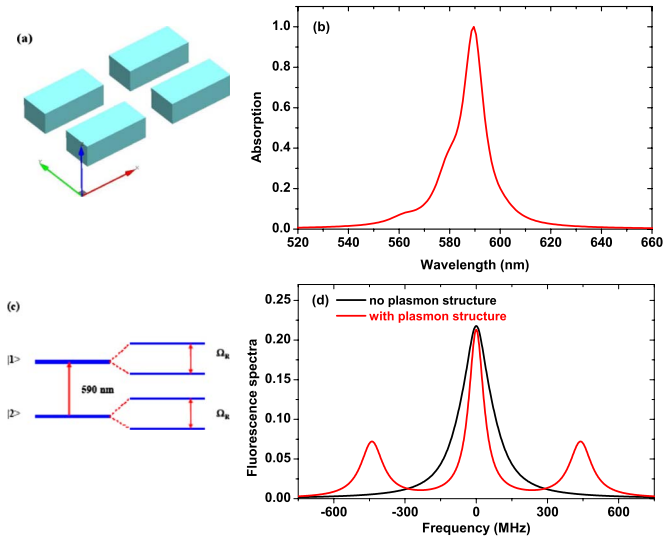 (a)
(b)
Absorption
1.0
0.8
0.6
0.4
0.2
0.0
520 540 560 580 600 620 640 660
Wavelength (nm)
(c)
|1>
590 nm
|2>
Ω_R
Ω_R
(d)
no plasmon structure
with plasmon structure
Fluorescence spectra
0.25
0.20
0.15
0.10
0.05
0.00
-600 -300 0 300 600
Frequency (MHz)